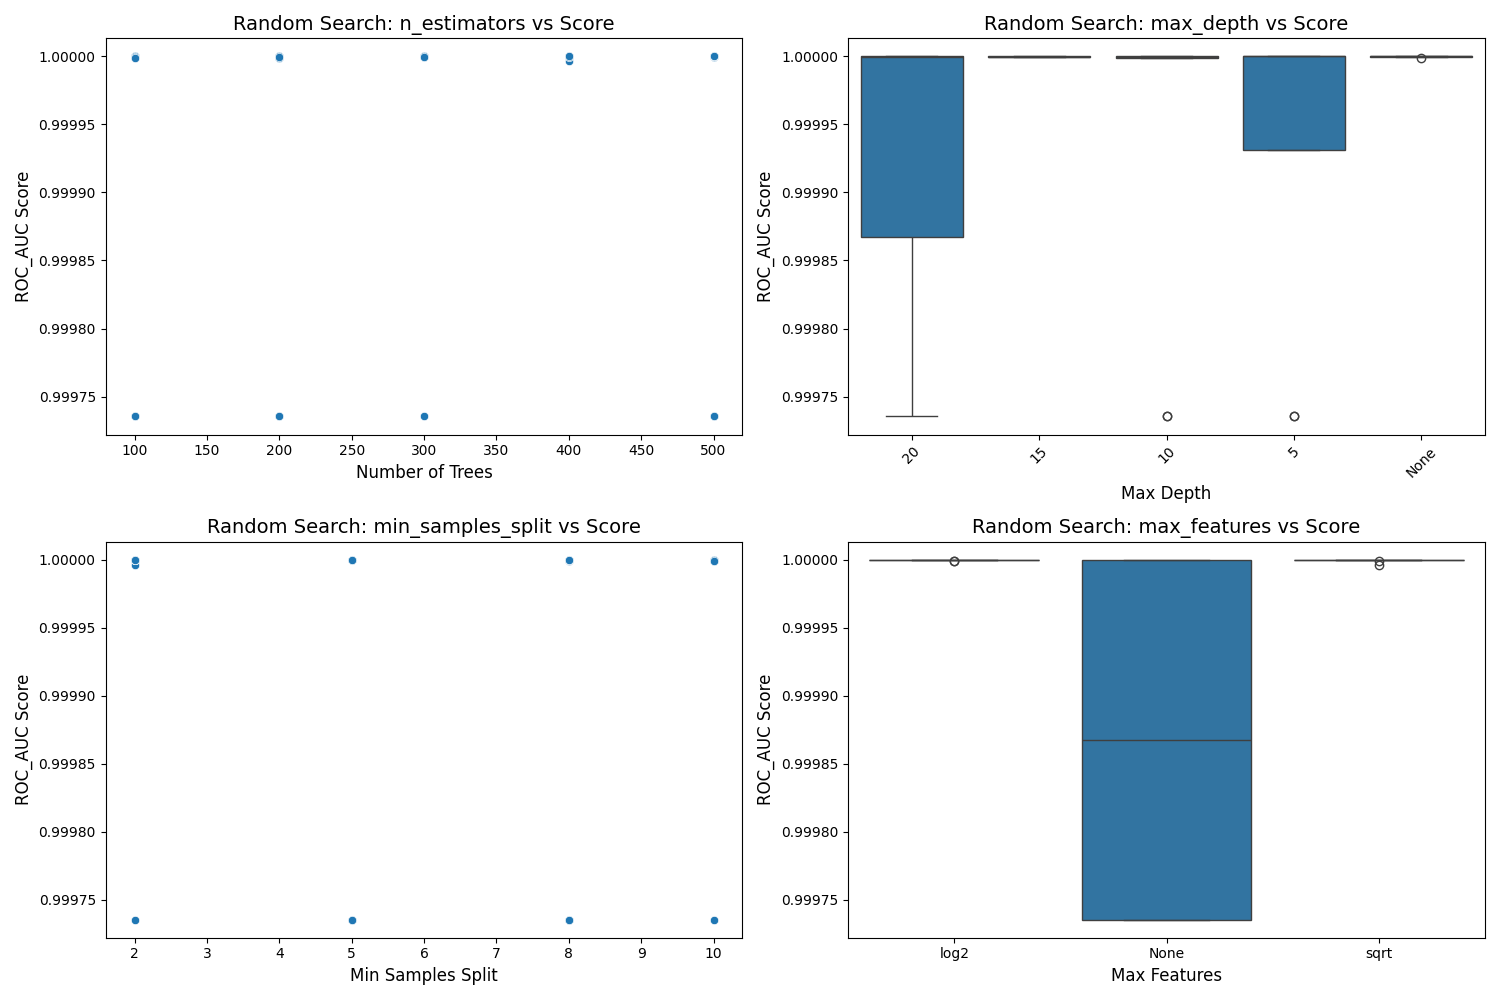 Random Search: n_estimators vs Score
ROC_AUC Score
1.00000
0.99995
0.99990
0.99985
0.99980
0.99975
100 150 200 250 300 350 400 450 500
Number of Trees
Random Search: max_depth vs Score
ROC_AUC Score
1.00000
0.99995
0.99990
0.99985
0.99980
0.99975
20 15 10 5 None
Max Depth
Random Search: min_samples_split vs Score
ROC_AUC Score
1.00000
0.99995
0.99990
0.99985
0.99980
0.99975
2 3 4 5 6 7 8 9 10
Min Samples Split
Random Search: max_features vs Score
ROC_AUC Score
1.00000
0.99995
0.99990
0.99985
0.99980
0.99975
log2 None sqrt
Max Features